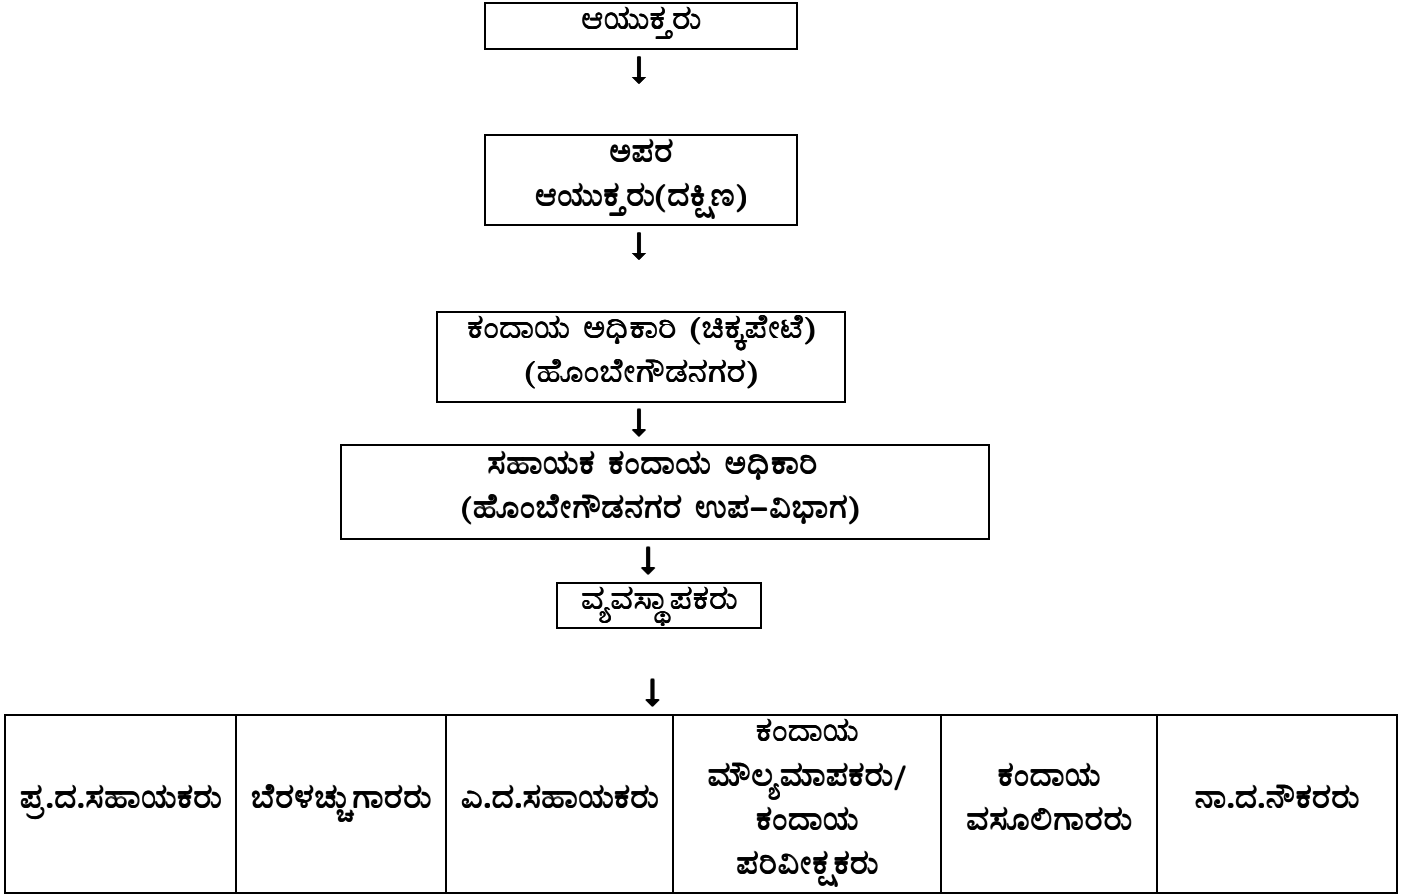 ಆಯುಕ್ತರು
ಅಪರ
ಆಯುಕ್ತರು(ದಕ್ಷಿಣ)
ಕಂದಾಯ ಅಧಿಕಾರಿ (ಚಿಕ್ಕಪೇಟೆ)
(ಹೊಂಬೇಗೌಡನಗರ)
ಸಹಾಯಕ ಕಂದಾಯ ಅಧಿಕಾರಿ
(ಹೊಂಬೇಗೌಡನಗರ ಉಪ-ವಿಭಾಗ)
ವ್ಯವಸ್ಥಾಪಕರು
ಪ್ರ.ದ.ಸಹಾಯಕರು
ಬೆರಳಚ್ಚುಗಾರರು
ಎ.ದ.ಸಹಾಯಕರು
ಕಂದಾಯ
ಮೌಲ್ಯಮಾಪಕರು/
ಕಂದಾಯ
ಪರಿವೀಕ್ಷಕರು
ಕಂದಾಯ
ವಸೂಲಿಗಾರರು
ನಾ.ದ.ನೌಕರರು